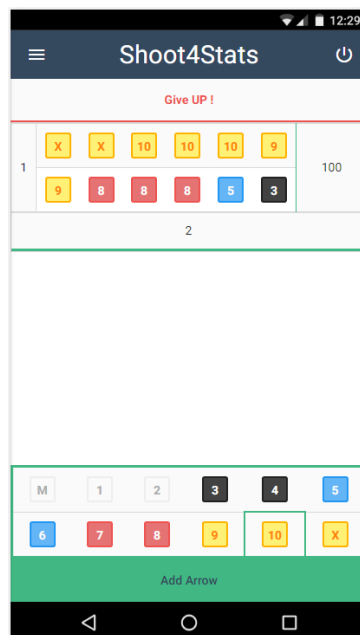 12:29
Shoot4Stats
Give UP !
X X 10 10 10 9
1 100
9 8 8 8 5 3
2
M 1 2 3 4 5
6 7 8 9 10 X
Add Arrow